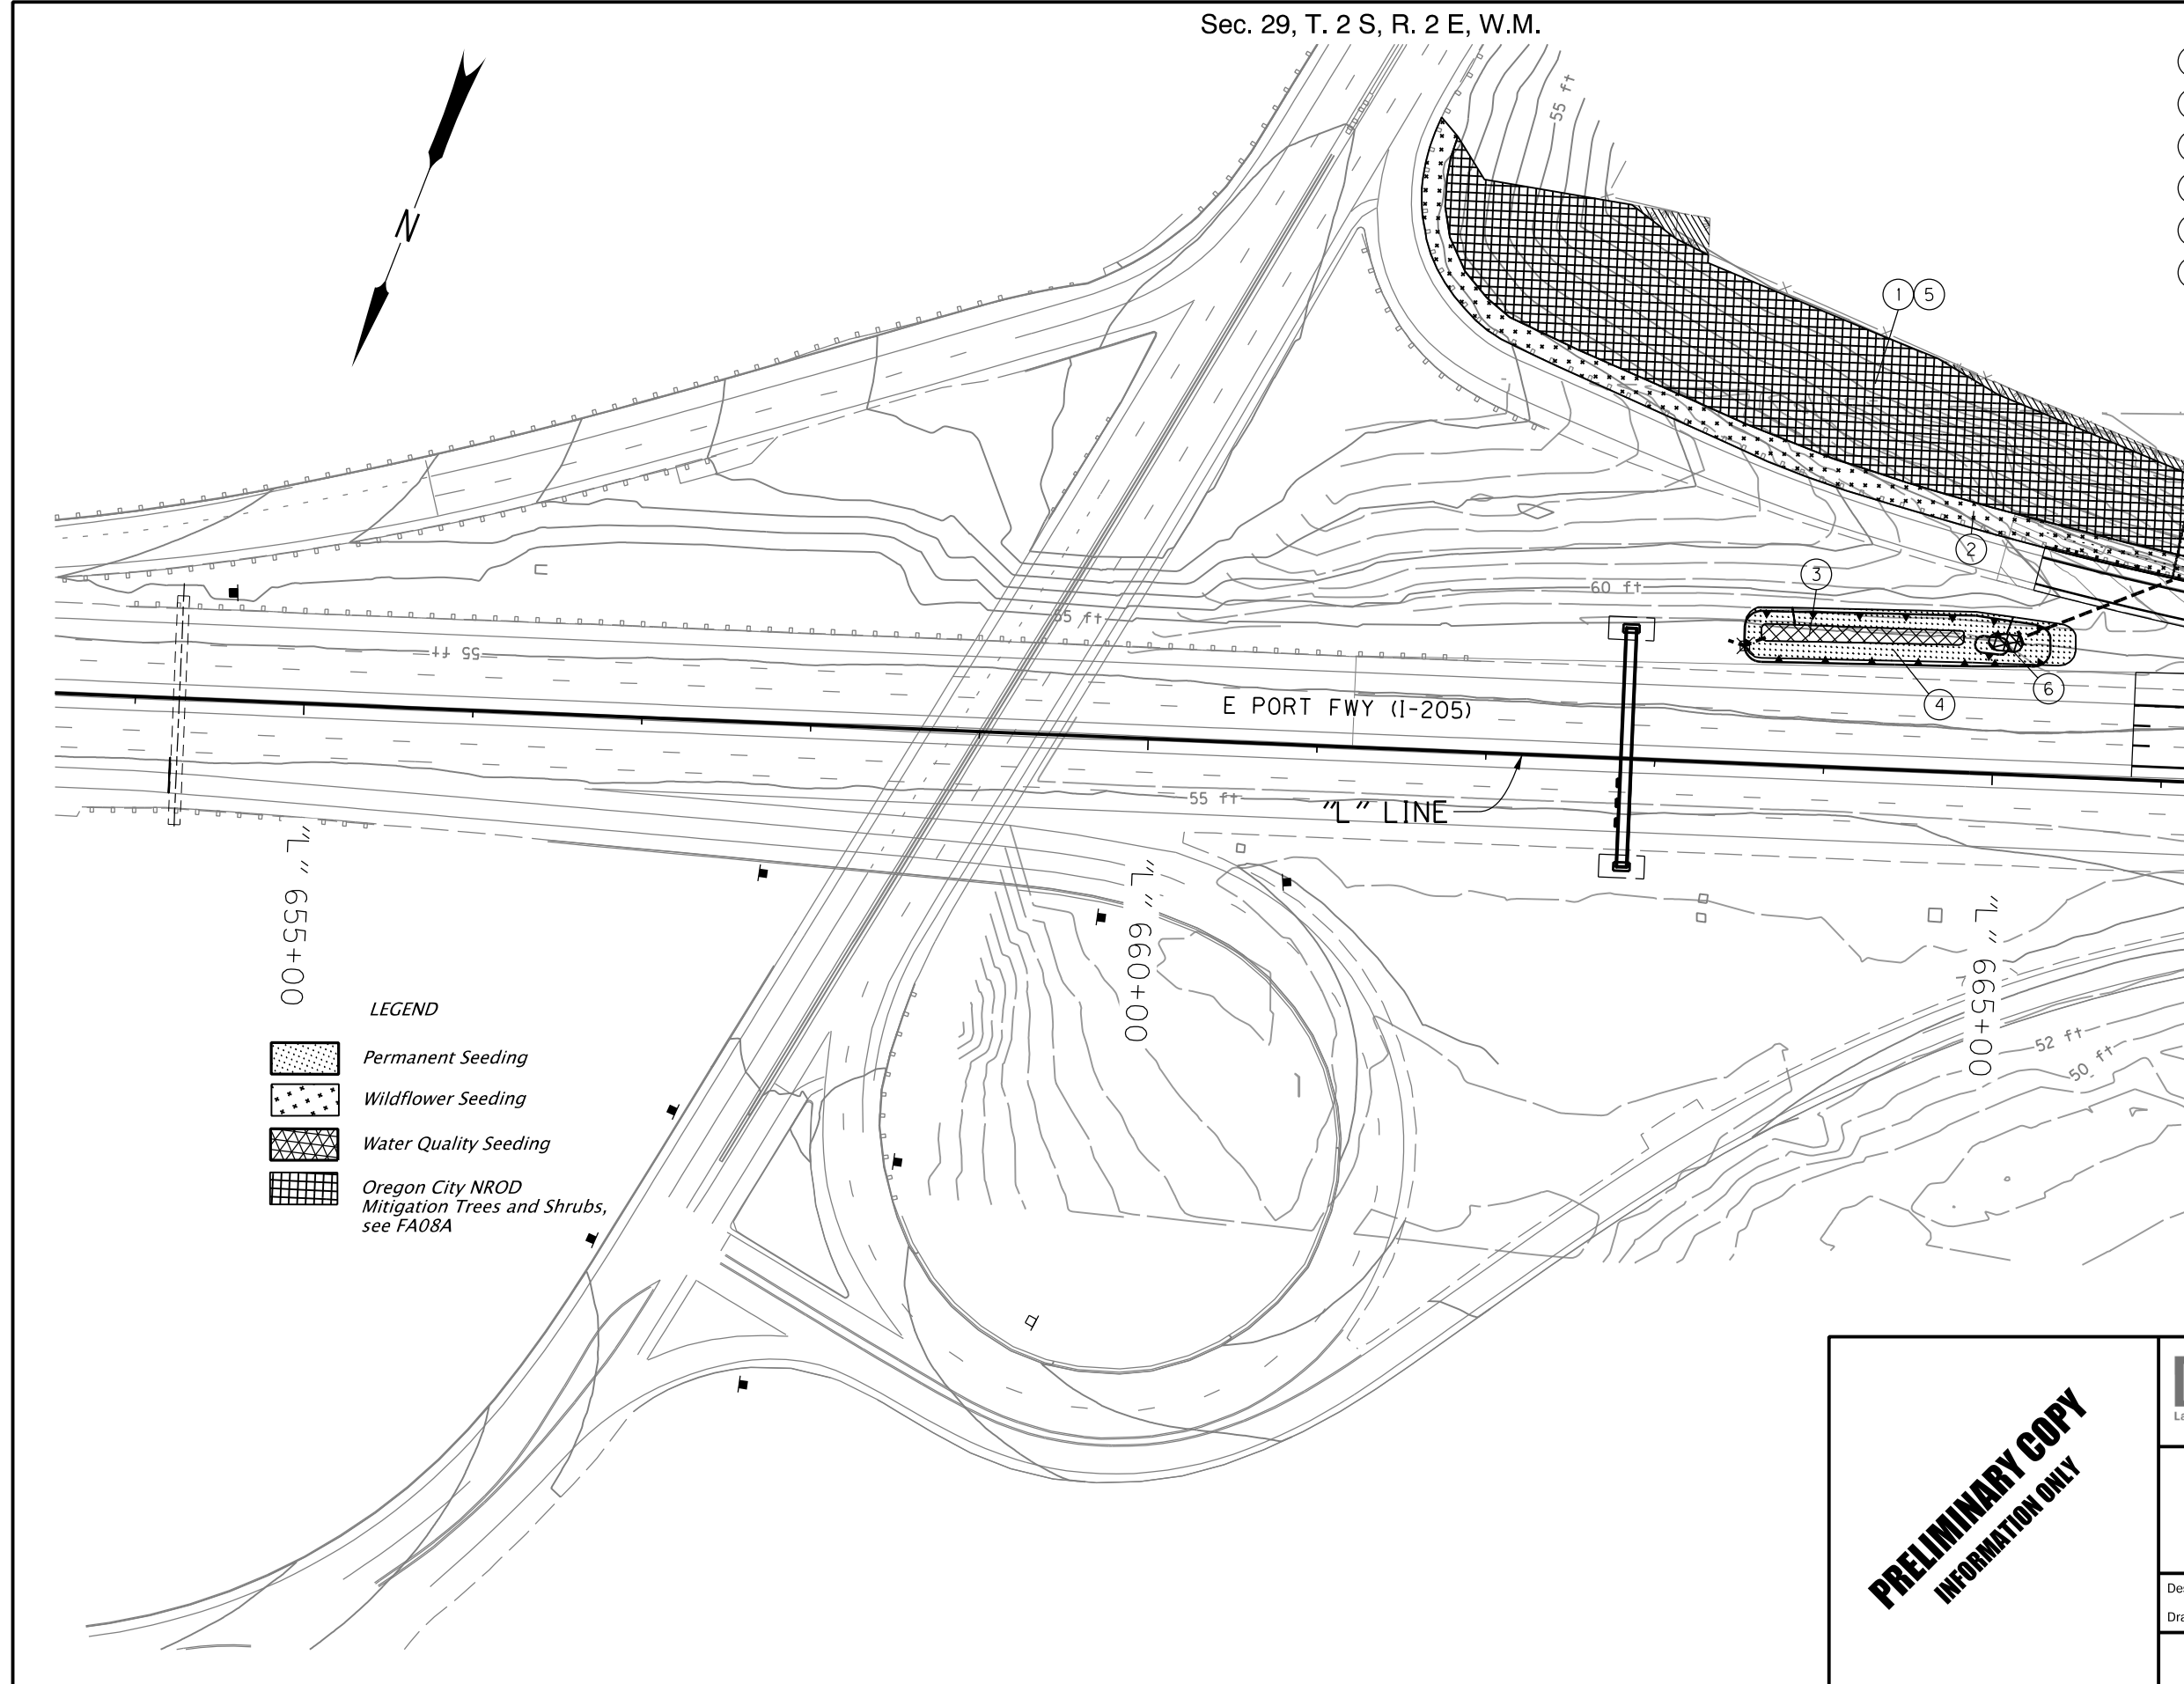 Sec. 29, T. 2 S, R. 2 E, W.M.
N
55 ft
1 5
2
3
60 ft
55 ft
55 ft
E PORT FWY (I-205)
4
6
"L" LINE
55 ft
"L" 655+00
"L" 660+00
"L" 665+00
52 ft
50 ft
LEGEND
Permanent Seeding
Wildflower Seeding
Water Quality Seeding
Oregon City NROD
Mitigation Trees and Shrubs,
see FA08A
PRELIMINARY COPY
INFORMATION ONLY